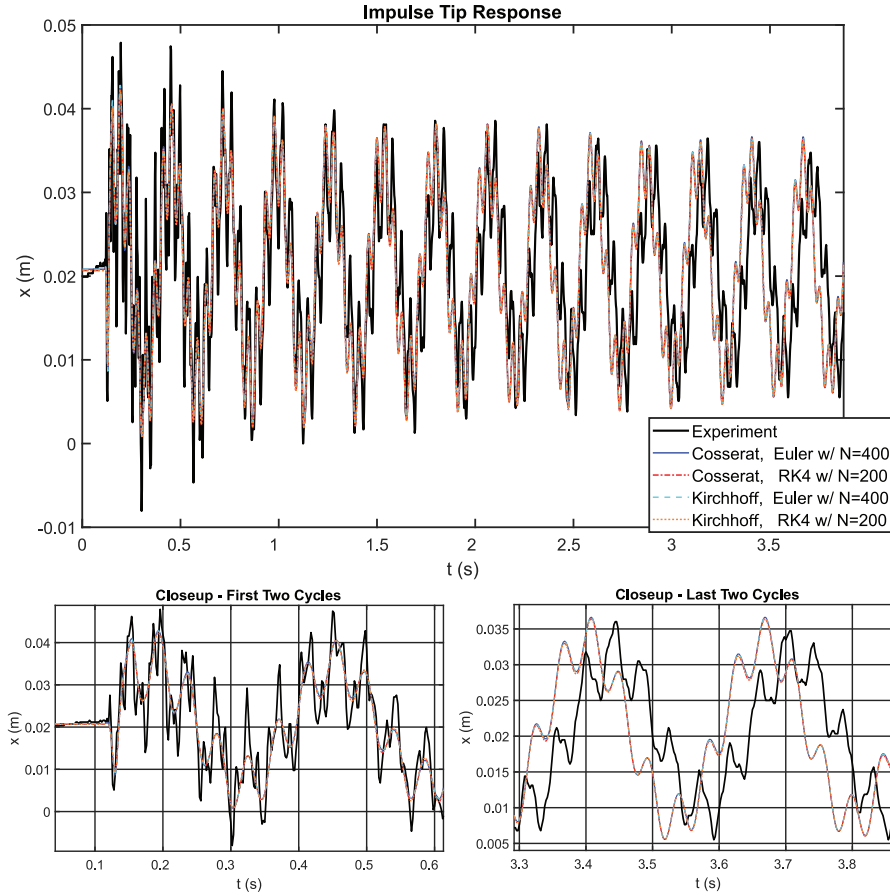 Impulse Tip Response
0.05
0.04
0.03
0.02
0.01
0
-0.01
x (m)
0
0.5
1
1.5
2
2.5
3
3.5
t (s)
Experiment
Cosserat, Euler w/ N=400
Cosserat, RK4 w/ N=200
Kirchhoff, Euler w/ N=400
Kirchhoff, RK4 w/ N=200
Closeup - First Two Cycles
0.04
0.03
0.02
0.01
0
x (m)
0.1
0.2
0.3
0.4
0.5
0.6
t (s)
Closeup - Last Two Cycles
0.035
0.03
0.025
0.02
0.015
0.01
0.005
x (m)
3.3
3.4
3.5
3.6
3.7
3.8
t (s)